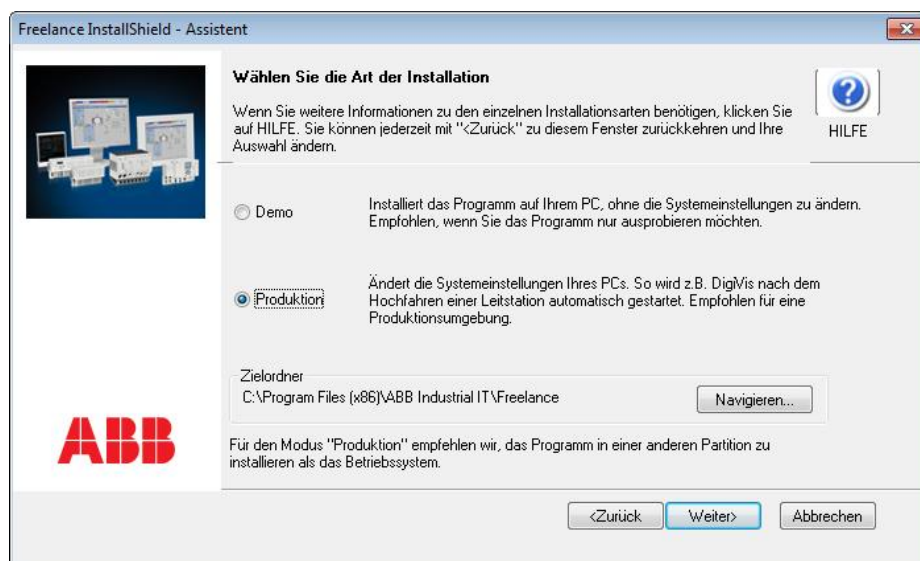 Freelance InstallShield - Assistent
Wählen Sie die Art der Installation
Wenn Sie weitere Informationen zu den einzelnen Installationsarten benötigen, klicken Sie
auf HILFE. Sie können jederzeit mit "<Zurück" zu diesem Fenster zurückkehren und Ihre
Auswahl ändern.
HILFE
Demo
Installiert das Programm auf Ihrem PC, ohne die Systemeinstellungen zu ändern.
Empfohlen, wenn Sie das Programm nur ausprobieren möchten.
Produktion
Ändert die Systemeinstellungen Ihres PCs. So wird z.B. DigiVis nach dem
Hochfahren einer Leitstation automatisch gestartet. Empfohlen für eine
Produktionsumgebung.
Zielordner
C:\Program Files (x86)\ABB Industrial IT\Freelance
Navigieren...
ABB
Für den Modus "Produktion" empfehlen wir, das Programm in einer anderen Partition zu
installieren als das Betriebssystem.
<Zurück
Weiter>
Abbrechen